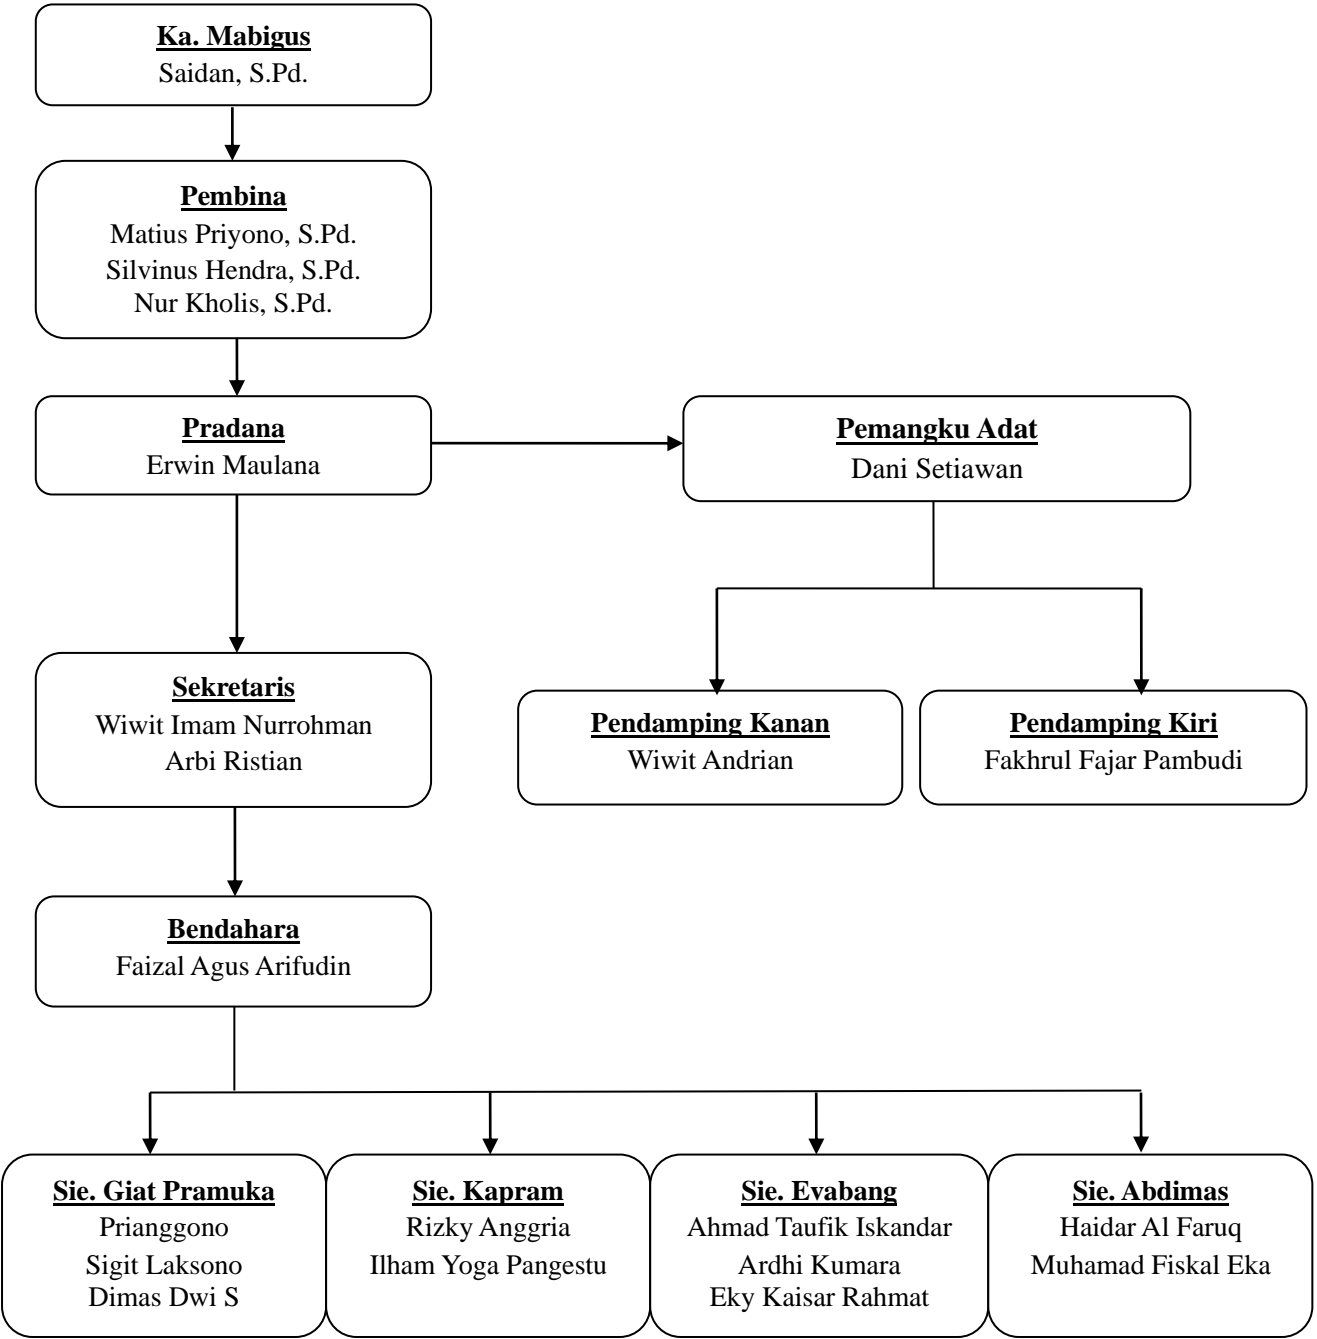 Ka. Mabigus
Saidan, S.Pd.
Pembina
Matius Priyono, S.Pd.
Silvinus Hendra, S.Pd.
Nur Kholis, S.Pd.
Pradana
Erwin Maulana
Pemangku Adat
Dani Setiawan
Sekretaris
Wiwit Imam Nurrohman
Arbi Ristian
Pendamping Kanan
Wiwit Andrian
Pendamping Kiri
Fakhrul Fajar Pambudi
Bendahara
Faizal Agus Arifudin
Sie. Giat Pramuka
Prianggono
Sigit Laksono
Dimas Dwi S
Sie. Kapram
Rizky Anggria
Ilham Yoga Pangestu
Sie. Evabang
Ahmad Taufik Iskandar
Ardhi Kumara
Eky Kaisar Rahmat
Sie. Abdimas
Haidar Al Faruq
Muhamad Fiskal Eka